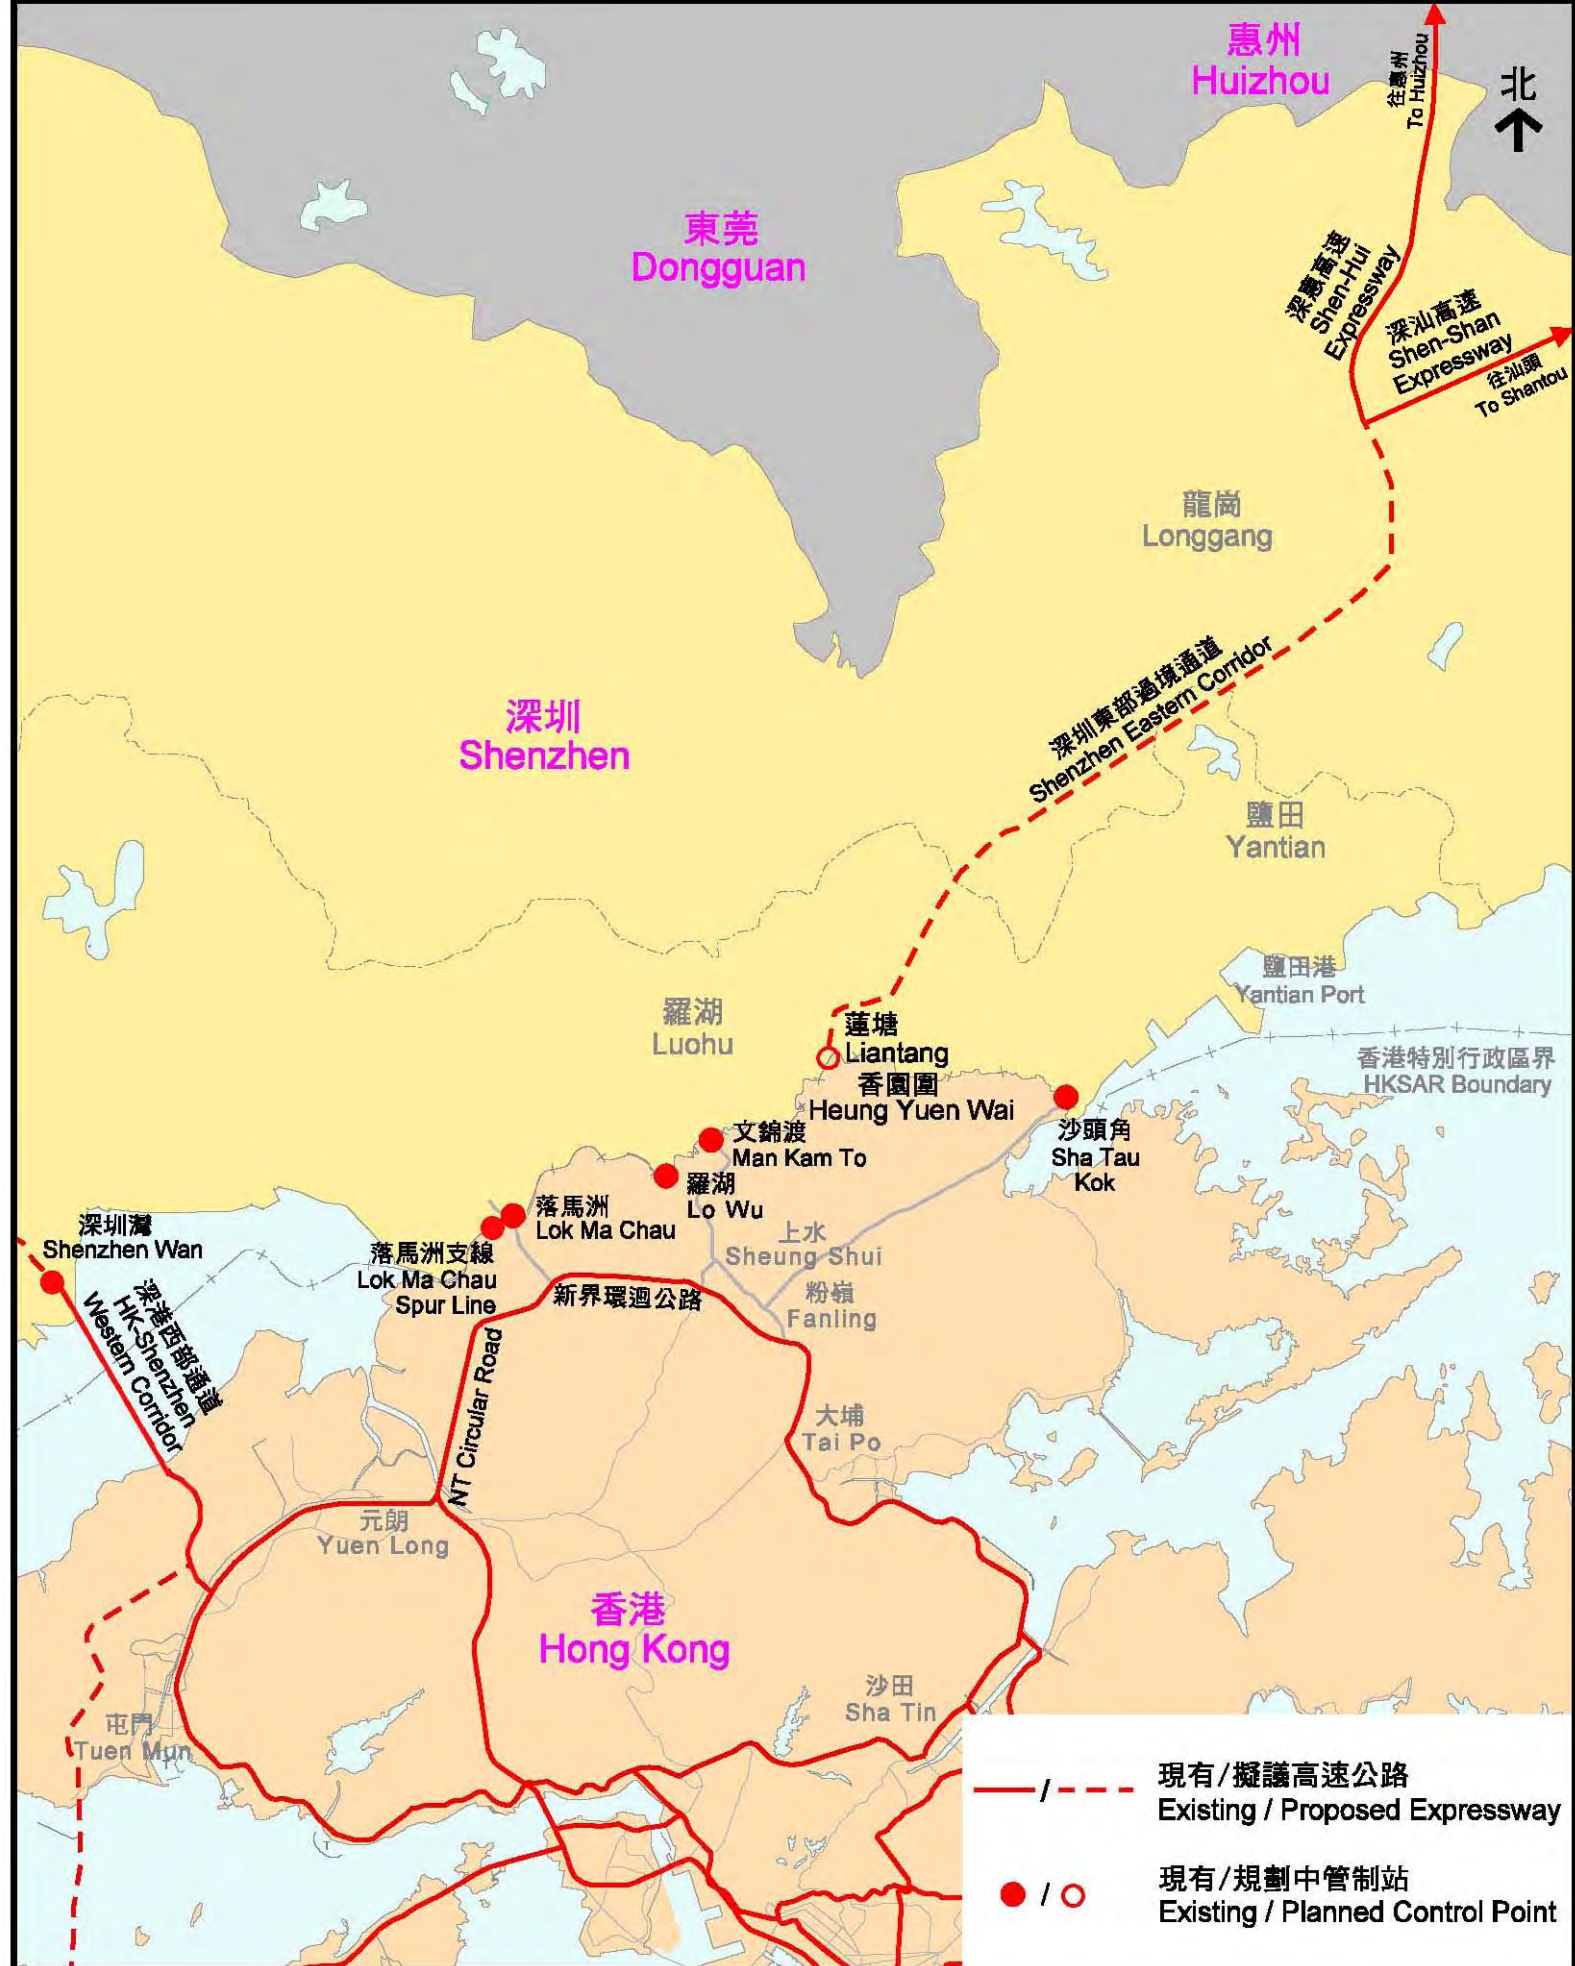 惠州
Huizhou
往惠州
To Huizhou
北
東莞
Dongguan
深惠高速
Shen-Hui
Expressway
深汕高速
Shen-Shan
Expressway
往汕頭
To Shantou
龍崗
Longgang
深圳東部過境通道
Shenzhen Eastern Corridor
深圳
Shenzhen
鹽田
Yantian
鹽田港
Yantian Port
羅湖
Luohu
蓮塘
Liantang
香園圍
Heung Yuen Wai
香港特別行政區界
HKSAR Boundary
文錦渡
Man Kam To
沙頭角
Sha Tau
Kok
羅湖
Lo Wu
落馬洲
Lok Ma Chau
深圳灣
Shenzhen Wan
落馬洲支線
Lok Ma Chau
Spur Line
上水
Sheung Shui
新界環迴公路
粉嶺
Fanling
深港西部通道
HK-Shenzhen
Western Corridor
NT Circular Road
大埔
Tai Po
元朗
Yuen Long
香港
Hong Kong
沙田
Sha Tin
屯門
Tuen Mun
現有/擬議高速公路
/
Existing / Proposed Expressway
現有/規劃中管制站
/
Existing / Planned Control Point